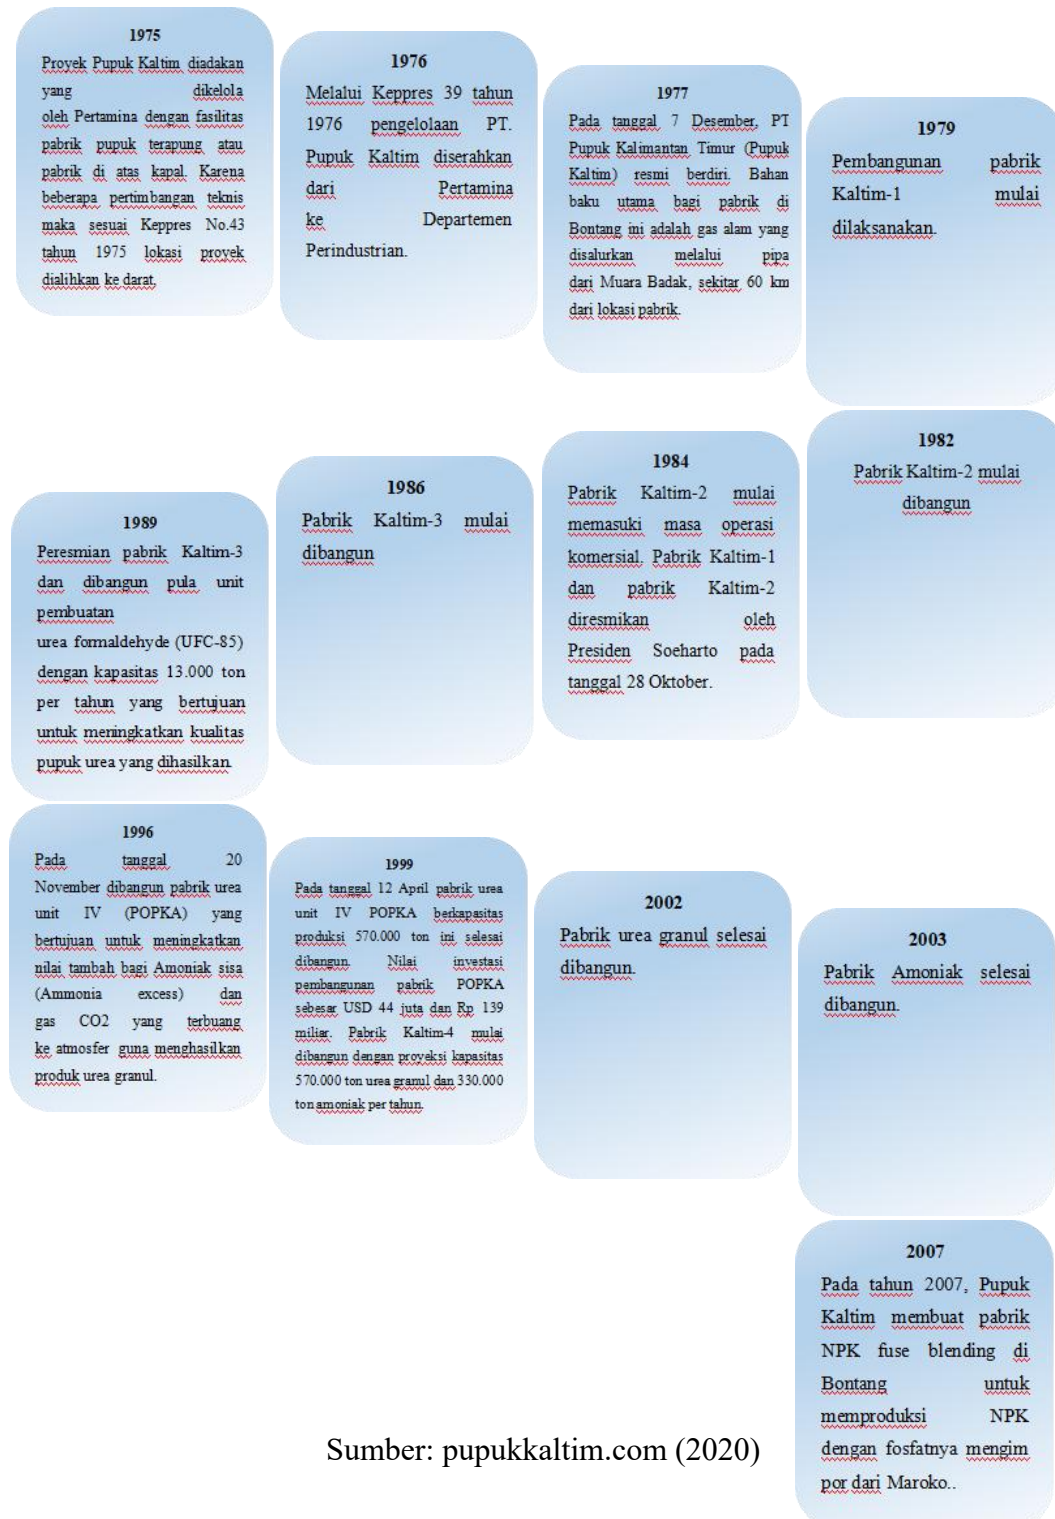 1975
Proyek Pupuk Kaltim diadakan
yang dikelola
oleh Pertamina dengan fasilitas
pabrik pupuk terapung atau
pabrik di atas kapal. Karena
beberapa pertimbangan teknis
maka sesuai Keppres No.43
tahun 1975 lokasi proyek
dialihkan ke darat.
1976
Melalui Keppres 39 tahun
1976 pengelolaan PT.
Pupuk Kaltim diserahkan
dari Pertamina
ke Departemen
Perindustrian.
1977
Pada tanggal 7 Desember, PT
Pupuk Kalimantan Timur (Pupuk
Kaltim) resmi berdiri. Bahan
baku utama bagi pabrik di
Bontang ini adalah gas alam yang
disalurkan melalui pipa
dari Muara Badak, sekitar 60 km
dari lokasi pabrik.
1979
Pembangunan pabrik
Kaltim-1 mulai
dilaksanakan.
1989
Peresmian pabrik Kaltim-3
dan dibangun pula unit
pembuatan
urea formaldehyde (UFC-85)
dengan kapasitas 13.000 ton
per tahun yang bertujuan
untuk meningkatkan kualitas
pupuk urea yang dihasilkan.
1986
Pabrik Kaltim-3 mulai
dibangun
1984
Pabrik Kaltim-2 mulai
memasuki masa operasi
komersial. Pabrik Kaltim-1
dan pabrik Kaltim-2
diresmikan oleh
Presiden Soeharto pada
tanggal 28 Oktober.
1982
Pabrik Kaltim-2 mulai
dibangun
1996
Pada tanggal 20
November dibangun pabrik urea
unit IV (POPKA) yang
bertujuan untuk meningkatkan
nilai tambah bagi Amoniak sisa
(Ammonia excess) dan
gas CO2 yang terbuang
ke atmosfer guna menghasilkan
produk urea granul.
1999
Pada tanggal 12 April pabrik urea
unit IV POPKA berkapasitas
produksi 570.000 ton ini selesai
dibangun. Nilai investasi
pembangunan pabrik POPKA
sebesar USD 44 juta dan Rp 139
miliar. Pabrik Kaltim-4 mulai
dibangun dengan proyeksi kapasitas
570.000 ton urea granul dan 330.000
ton amoniak per tahun.
2002
Pabrik urea granul selesai
dibangun.
2003
Pabrik Amoniak selesai
dibangun.
2007
Pada tahun 2007, Pupuk
Kaltim membuat pabrik
NPK fuse blending di
Bontang untuk
memproduksi NPK
dengan fosfatnya mengim
por dari Maroko..
Sumber: pupukkaltim.com (2020)